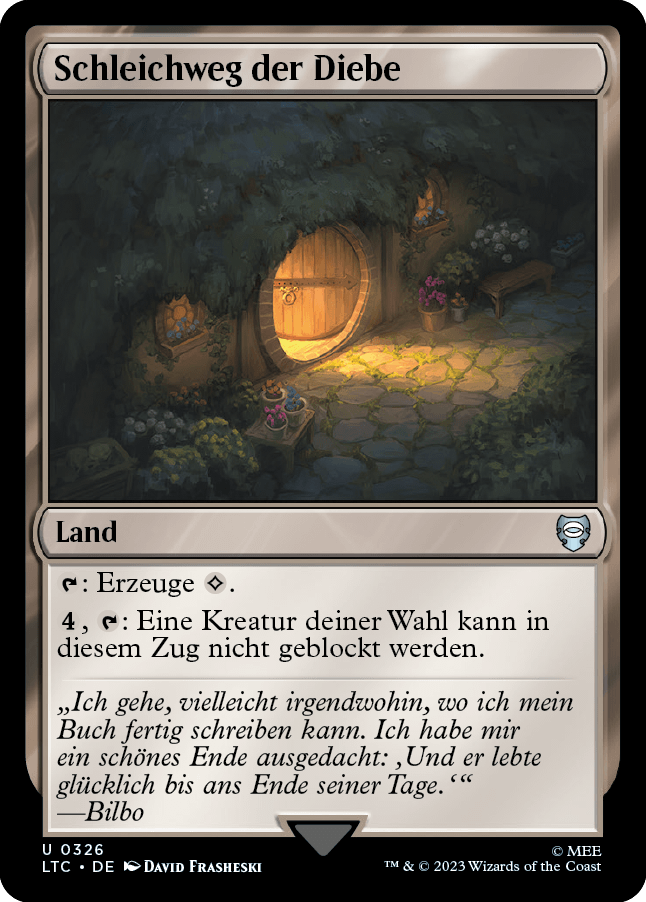 Schleichweg der Diebe
Land
: Erzeuge .
4, : Eine Kreatur deiner Wahl kann in
diesem Zug nicht geblockt werden.
„Ich gehe, vielleicht irgendwohin, wo ich mein
Buch fertig schreiben kann. Ich habe mir
ein schönes Ende ausgedacht: ‚Und er lebte
glücklich bis ans Ende seiner Tage.‘“
—Bilbo
U 0326
LTC • DE David Frasheski
© MEE
™ & © 2023 Wizards of the Coast